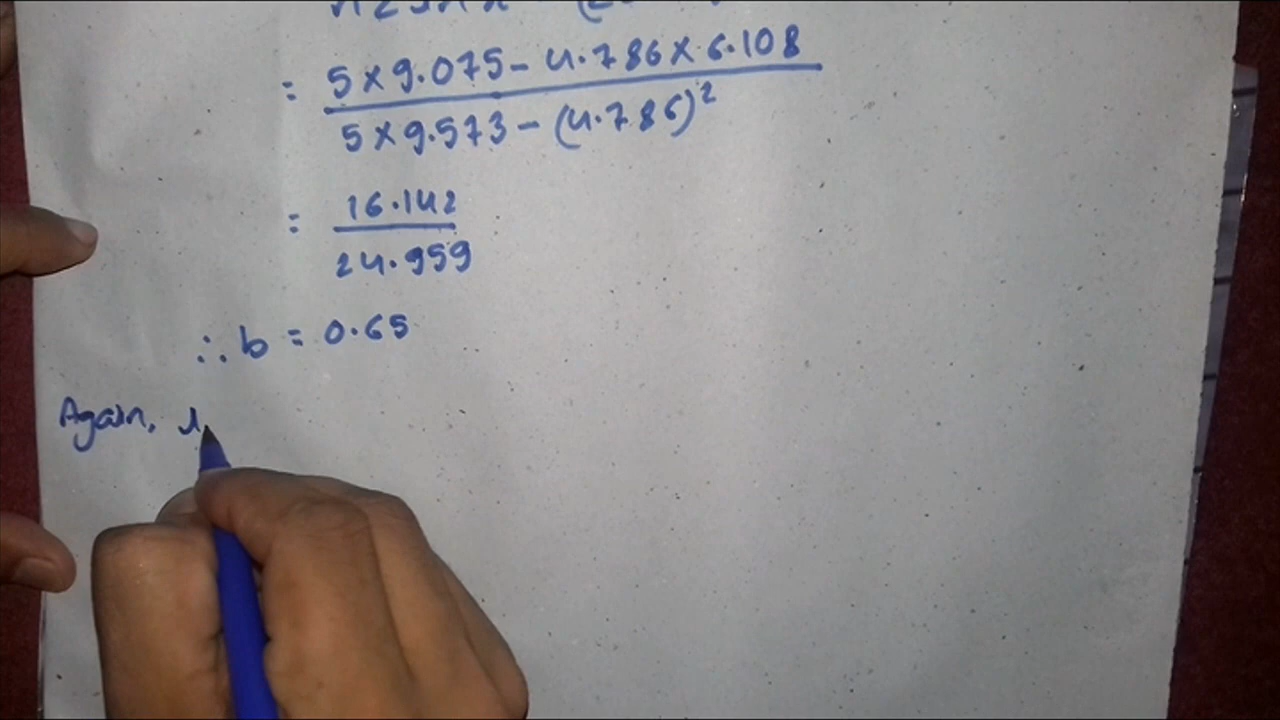 = 5×9.075-4.786×6.108
5×9.573-(4.786)²
= 16.142
24.959
∴ b = 0.65
Again,